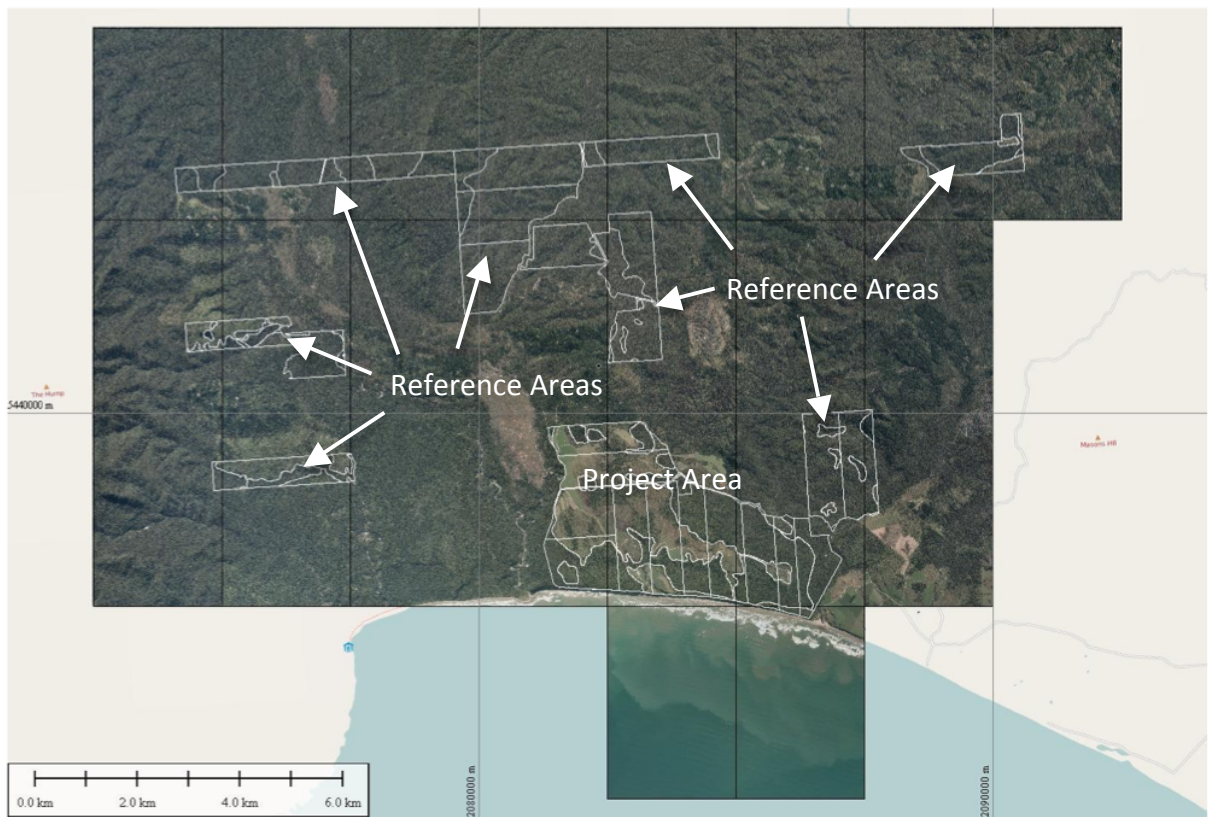 Reference Areas
Reference Areas
The Hump
5440000 m
Masons Hill
Project Area
0.0 km 2.0 km 4.0 km 6.0 km
2080000 m
2090000 m